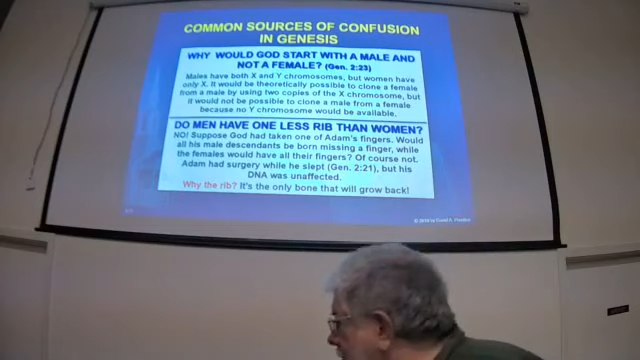 COMMON SOURCES OF CONFUSION
IN GENESIS
WHY WOULD GOD START WITH A MALE AND
NOT A FEMALE? (Gen. 2:23)
Males have both X and Y chromosomes, but women have
only X. It would be theoretically possible to clone a female
from a male by using two copies of the X chromosome, but
it would not be possible to clone a male from a female
because no Y chromosome would be available.
DO MEN HAVE ONE LESS RIB THAN WOMEN?
NO! Suppose God had taken one of Adam's fingers. Would
all his male descendants be born missing a finger, while
the females would have all their fingers? Of course not.
Adam had surgery while he slept (Gen. 2:21), but his
DNA was unaffected.
Why the rib? It's the only bone that will grow back!